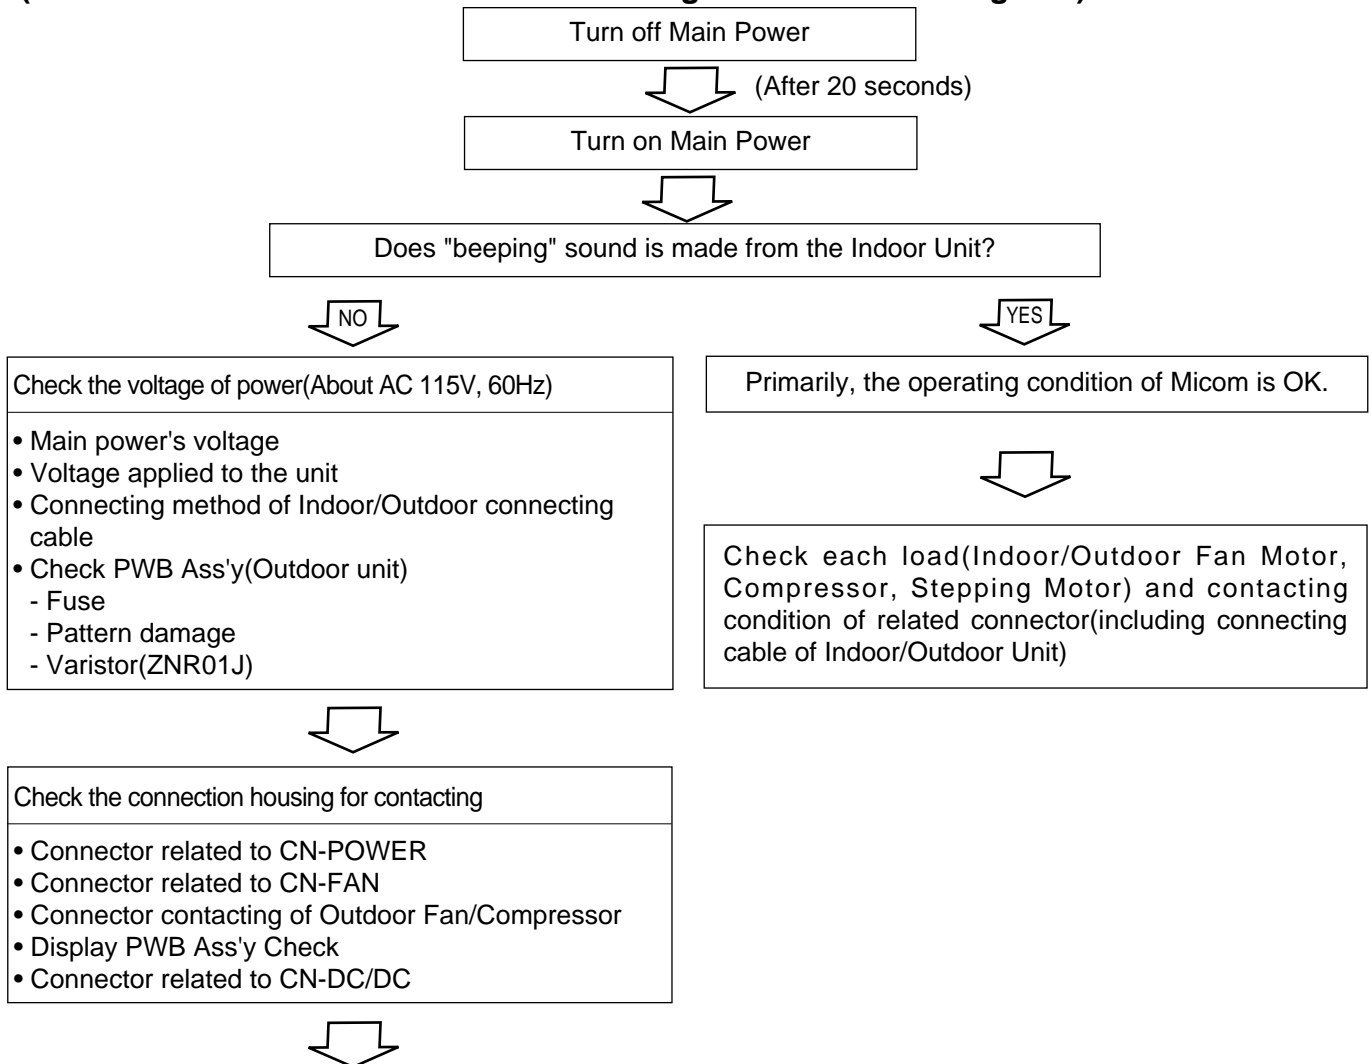 Turn off Main Power
(After 20 seconds)
Turn on Main Power
Does "beeping" sound is made from the Indoor Unit?
NO
YES
Check the voltage of power(About AC 115V, 60Hz)
• Main power's voltage
• Voltage applied to the unit
• Connecting method of Indoor/Outdoor connecting
cable
• Check PWB Ass'y(Outdoor unit)
- Fuse
- Pattern damage
- Varistor(ZNR01J)
Primarily, the operating condition of Micom is OK.
Check each load(Indoor/Outdoor Fan Motor,
Compressor, Stepping Motor) and contacting
condition of related connector(including connecting
cable of Indoor/Outdoor Unit)
Check the connection housing for contacting
• Connector related to CN-POWER
• Connector related to CN-FAN
• Connector contacting of Outdoor Fan/Compressor
• Display PWB Ass'y Check
• Connector related to CN-DC/DC